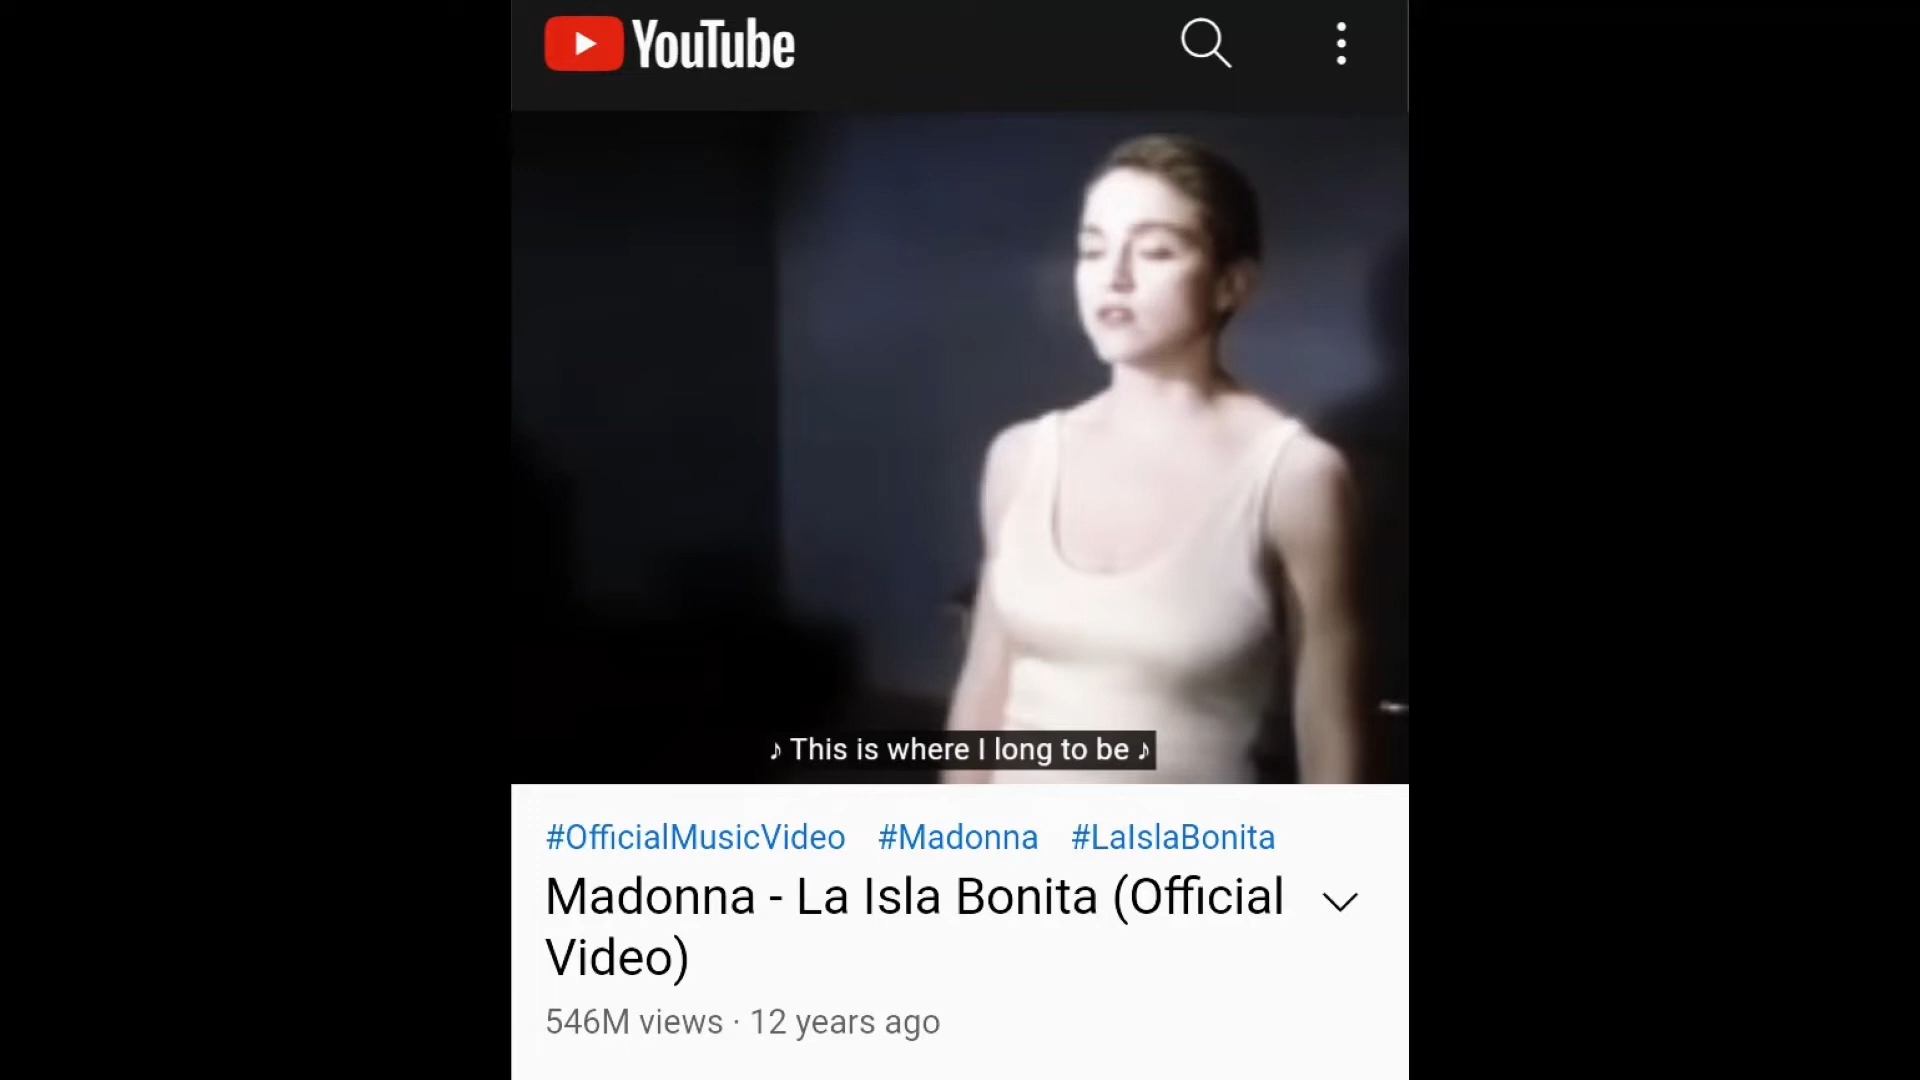 YouTube
♪ This is where I long to be ♪
#OfficialMusicVideo #Madonna #LaIslaBonita
Madonna - La Isla Bonita (Official
Video)
546M views · 12 years ago